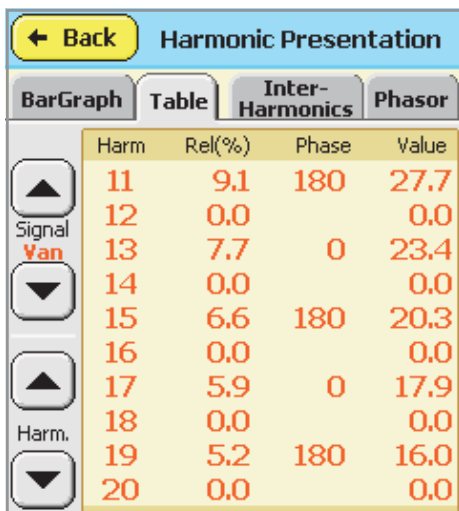 ← Back Harmonic Presentation
BarGraph Table Inter-Harmonics Phasor
Harm Rel(%) Phase Value
11 9.1 180 27.7
12 0.0 0.0
Signal
Van
13 7.7 0 23.4
14 0.0 0.0
15 6.6 180 20.3
16 0.0 0.0
17 5.9 0 17.9
18 0.0 0.0
Harm.
19 5.2 180 16.0
20 0.0 0.0